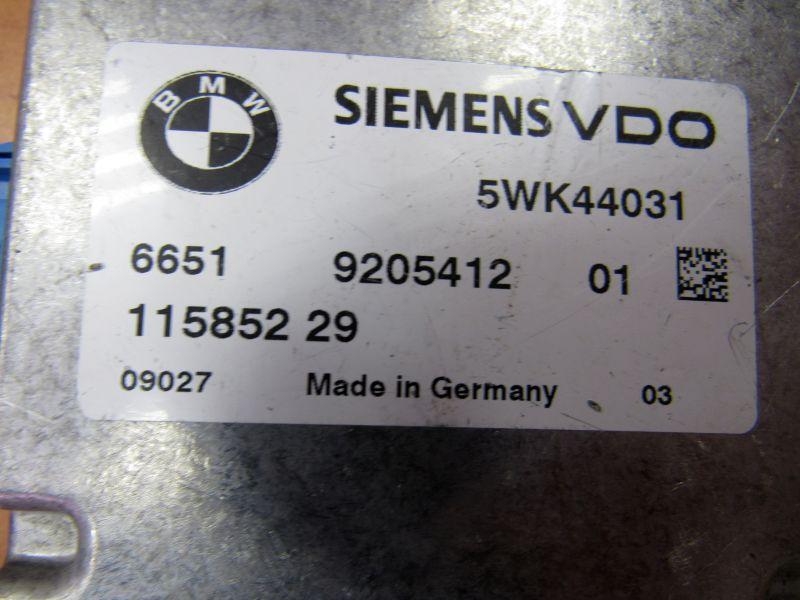 BMW
SIEMENS VDO
5WK44031
6651 9205412 01
115852 29
09027 Made in Germany 03